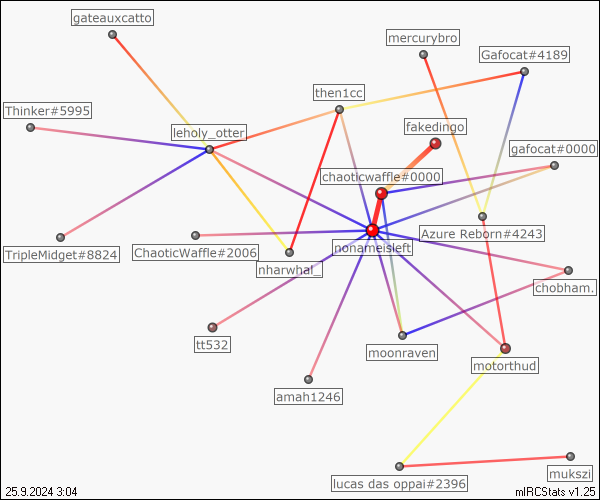 gateauxcatto
mercurybro
Gafocat#4189
then1cc
Thinker#5995
fakedingo
leholy_otter
gafocat#0000
chaoticwaffle#0000
Azure Reborn#4243
nonameisleft
TripleMidget#8824
ChaoticWaffle#2006
nharwhal_
chobham.
tt532
moonraven
motorthud
amah1246
mukszi
lucas das oppai#2396
25.9.2024 3:04
mIRCStats v1.25